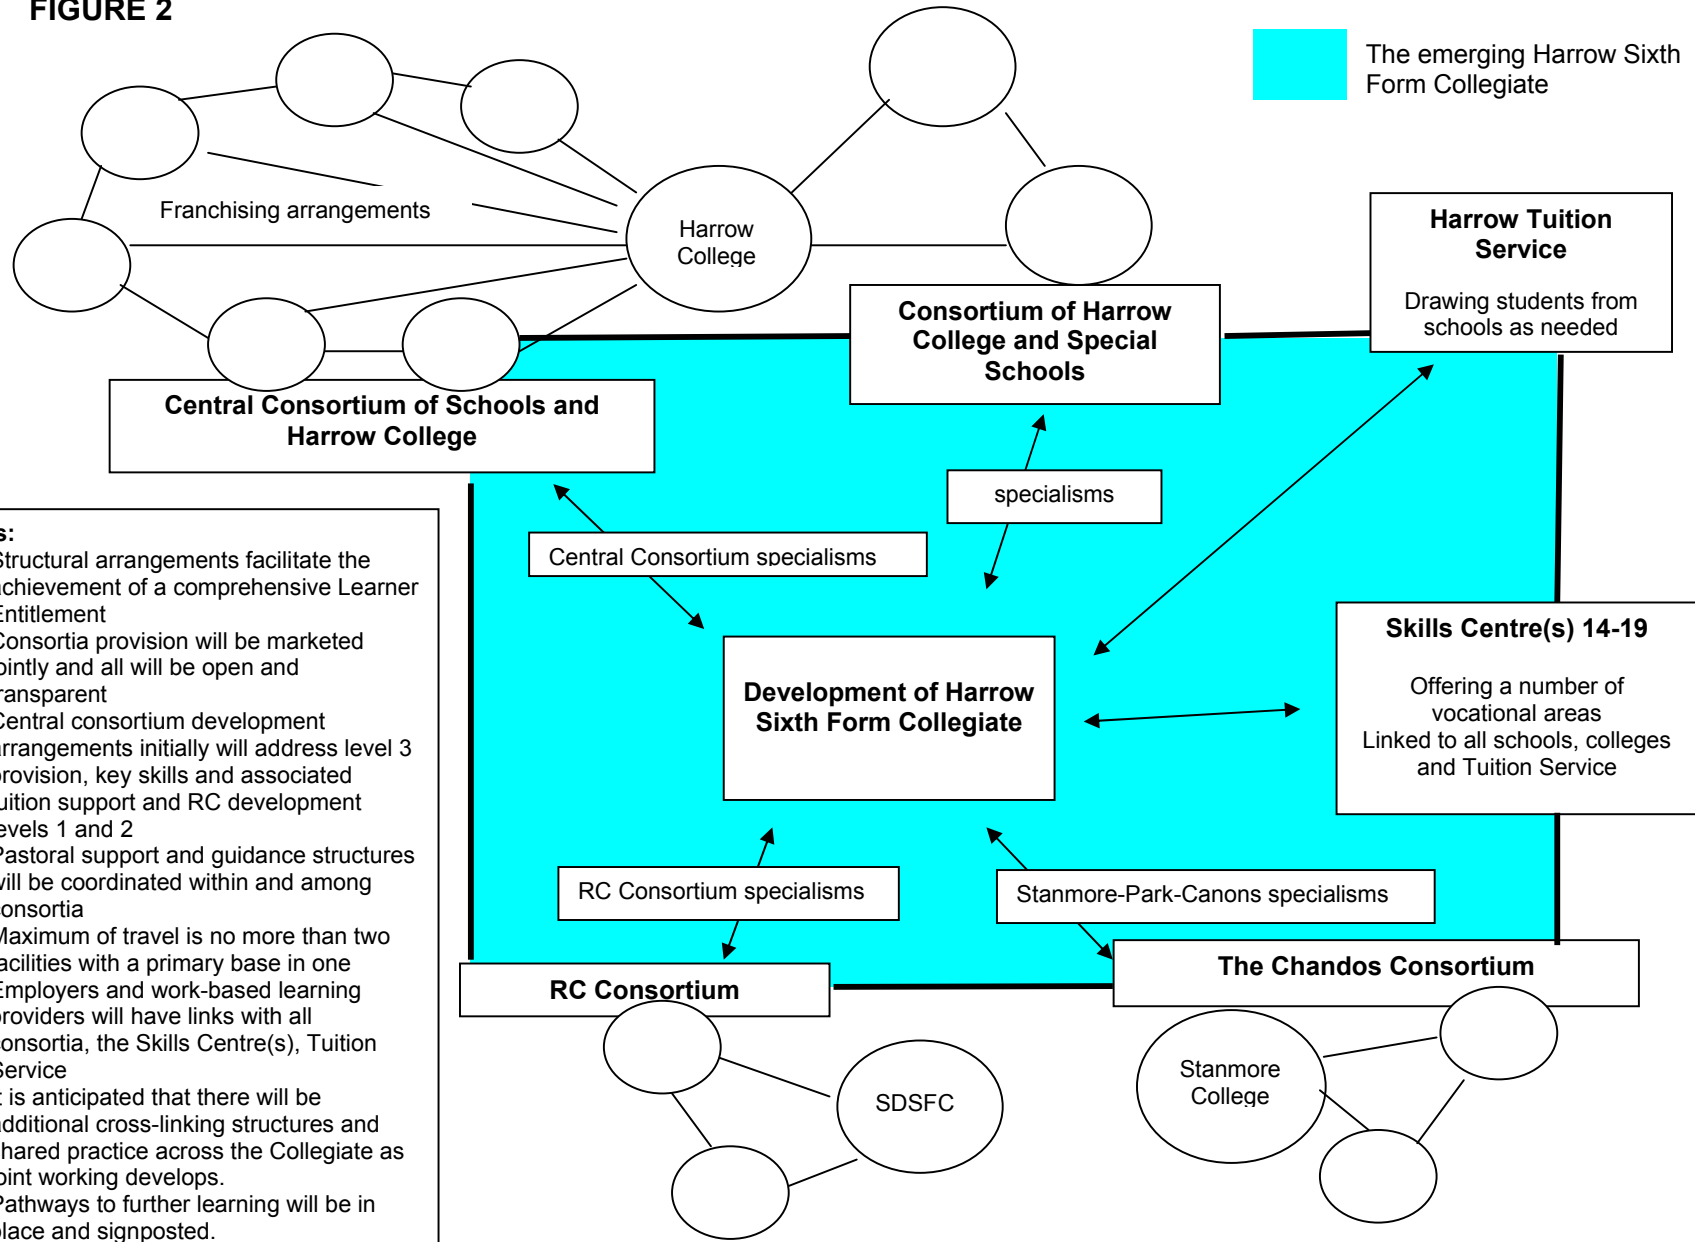 FIGURE 2
The emerging Harrow Sixth
Form Collegiate
Franchising arrangements
Harrow
College
Harrow Tuition
Service
Drawing students from
schools as needed
Consortium of Harrow
College and Special
Schools
Central Consortium of Schools and
Harrow College
specialisms
Central Consortium specialisms
Skills Centre(s) 14-19
Offering a number of
vocational areas
Linked to all schools, colleges
and Tuition Service
Development of Harrow
Sixth Form Collegiate
RC Consortium specialisms
Stanmore-Park-Canons specialisms
RC Consortium
The Chandos Consortium
SDSFC
Stanmore
College
s:
Structural arrangements facilitate the
achievement of a comprehensive Learner
Entitlement
Consortia provision will be marketed
jointly and all will be open and
transparent
Central consortium development
arrangements initially will address level 3
provision, key skills and associated
tuition support and RC development
levels 1 and 2
Pastoral support and guidance structures
will be coordinated within and among
consortia
Maximum of travel is no more than two
facilities with a primary base in one
Employers and work-based learning
providers will have links with all
consortia, the Skills Centre(s), Tuition
Service
It is anticipated that there will be
additional cross-linking structures and
shared practice across the Collegiate as
joint working develops.
Pathways to further learning will be in
place and signposted.